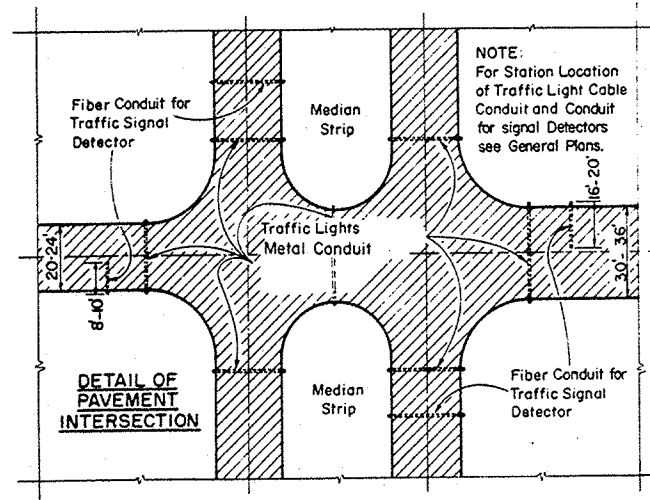 NOTE:
For Station Location
of Traffic Light Cable
Conduit and Conduit
for signal Detectors
see General Plans.
Fiber Conduit for
Traffic Signal
Detector
Median
Strip
16'-20'
20-24'
8'-10'
Traffic Lights
Metal Conduit
30'-36'
DETAIL OF
PAVEMENT
INTERSECTION
Median
Strip
Fiber Conduit for
Traffic Signal
Detector